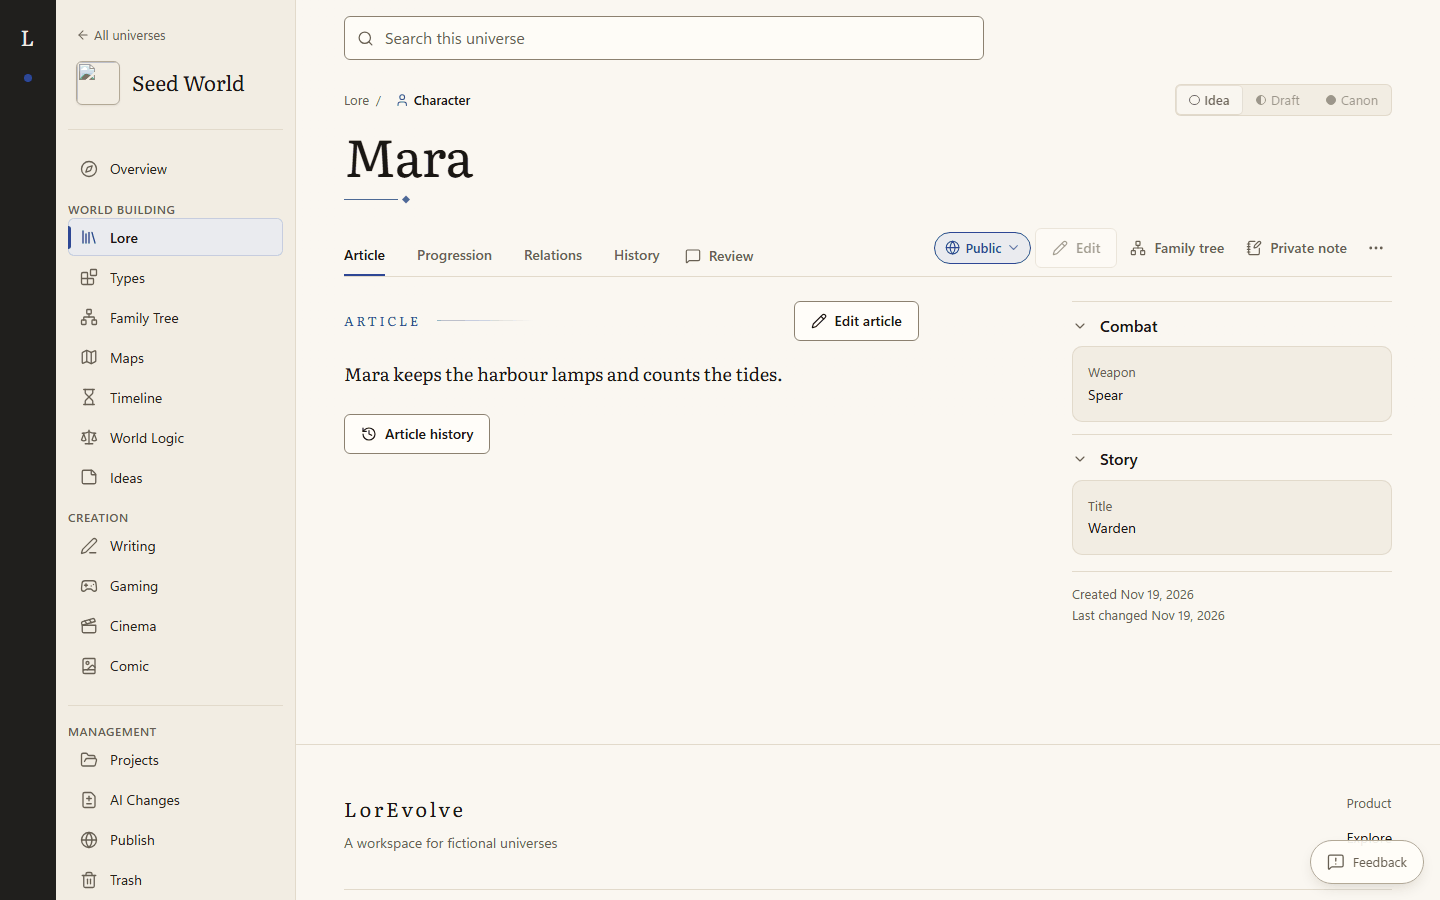 L
All universes
Seed World
Overview
WORLD BUILDING
Lore
Types
Family Tree
Maps
Timeline
World Logic
Ideas
CREATION
Writing
Gaming
Cinema
Comic
MANAGEMENT
Projects
AI Changes
Publish
Trash
Search this universe
Lore / Character
Idea Draft Canon
Mara
Article Progression Relations History Review
Public Edit Family tree Private note
ARTICLE
Edit article
Mara keeps the harbour lamps and counts the tides.
Article history
Combat
Weapon
Spear
Story
Title
Warden
Created Nov 19, 2026
Last changed Nov 19, 2026
LorEvolve
A workspace for fictional universes
Product
Explore
Feedback